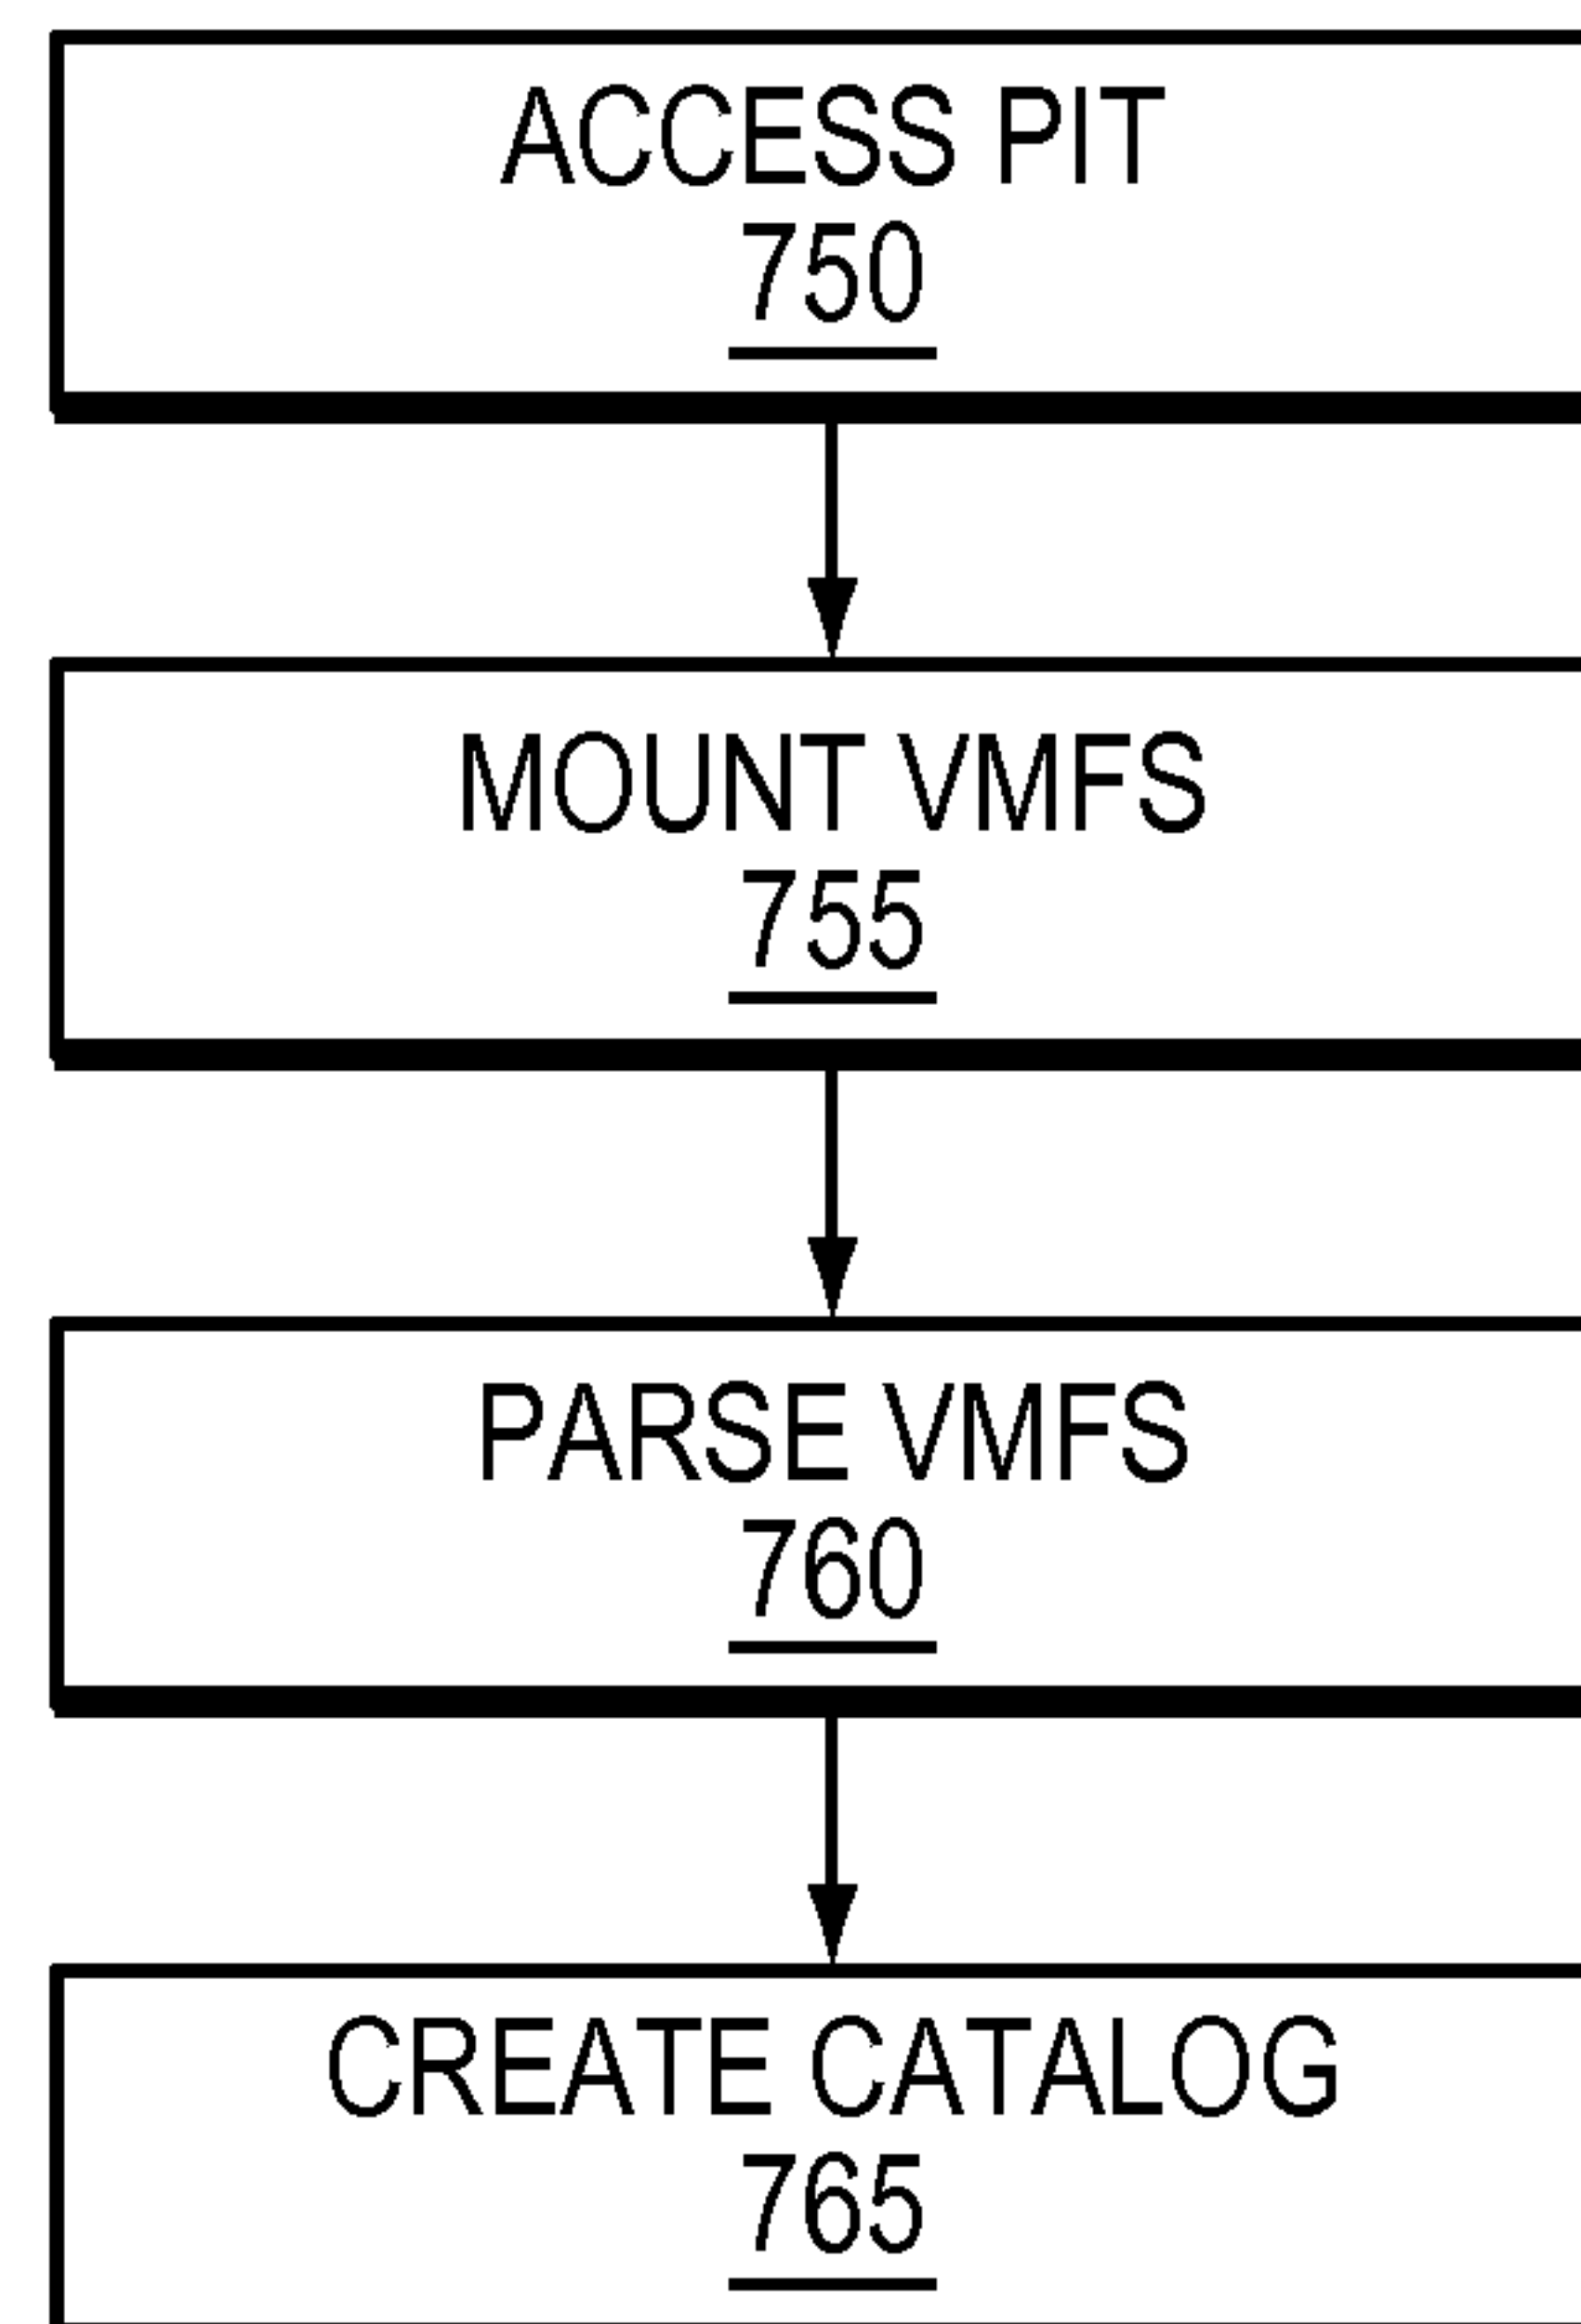 ACCESS PIT
750
MOUNT VMFS
755
PARSE VMFS
760
CREATE CATALOG
765